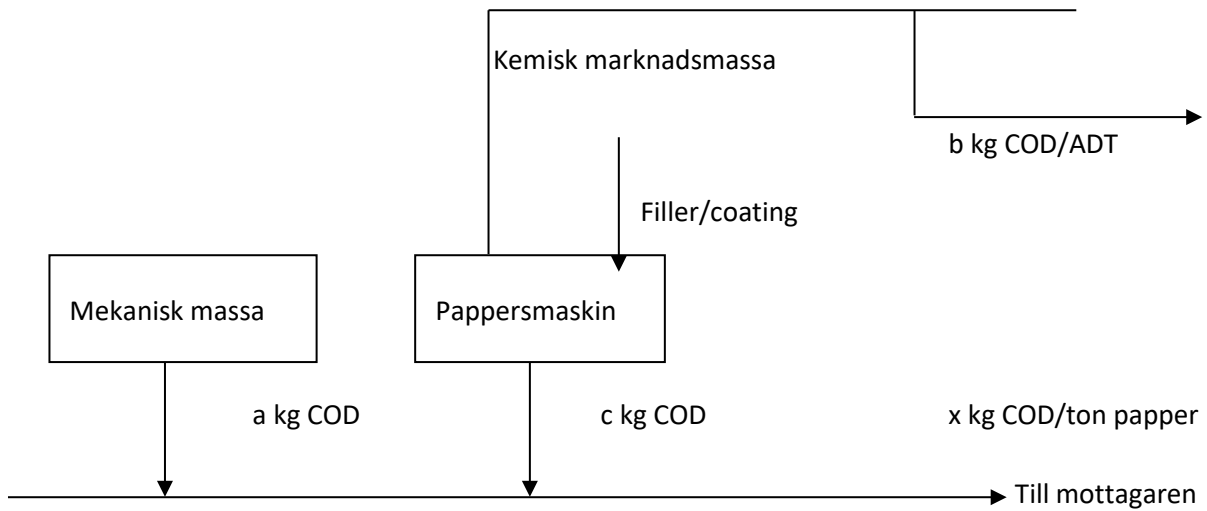 Kemisk marknadsmassa
b kg COD/ADT
Filler/coating
Mekanisk massa
Pappersmaskin
a kg COD
c kg COD
x kg COD/ton papper
Till mottagaren